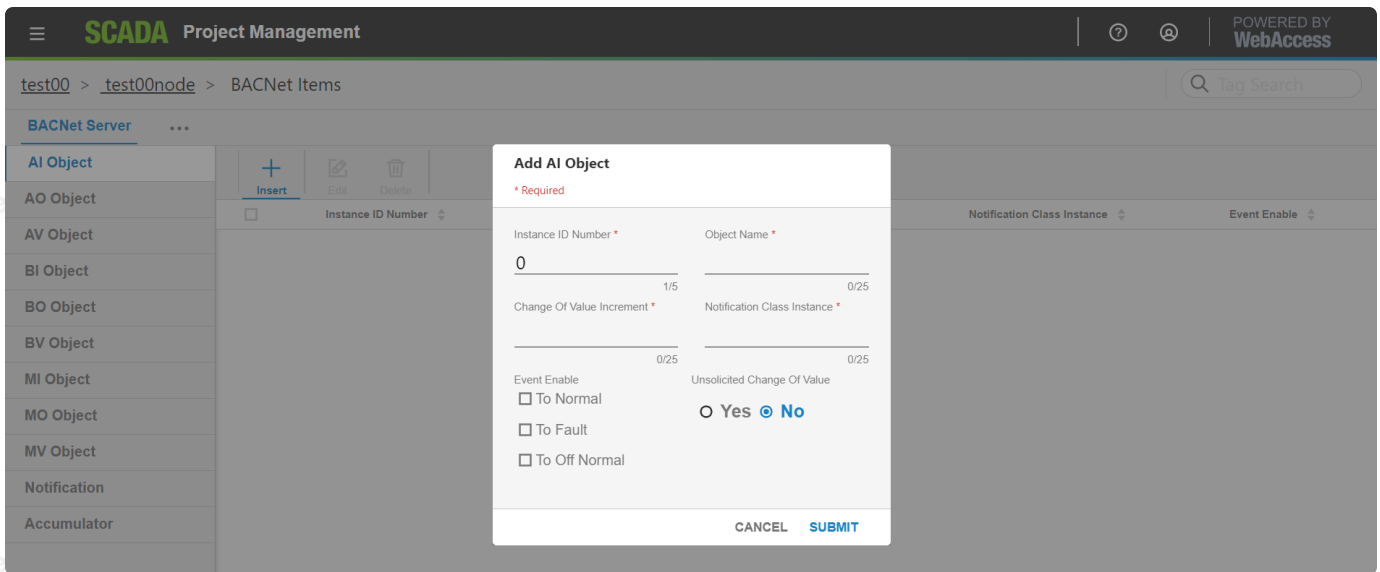 SCADA Project Management
POWERED BY
WebAccess
test00 > test00node > BACNet Items
Tag Search
BACNet Server ...
AI Object
AO Object
AV Object
BI Object
BO Object
BV Object
MI Object
MO Object
MV Object
Notification
Accumulator
Insert Edit Delete
Instance ID Number Notification Class Instance Event Enable
Add AI Object
* Required
Instance ID Number * Object Name *
0
1/5 0/25
Change Of Value Increment * Notification Class Instance *
0/25 0/25
Event Enable Unsolicited Change Of Value
To Normal
Yes No
To Fault
To Off Normal
CANCEL SUBMIT